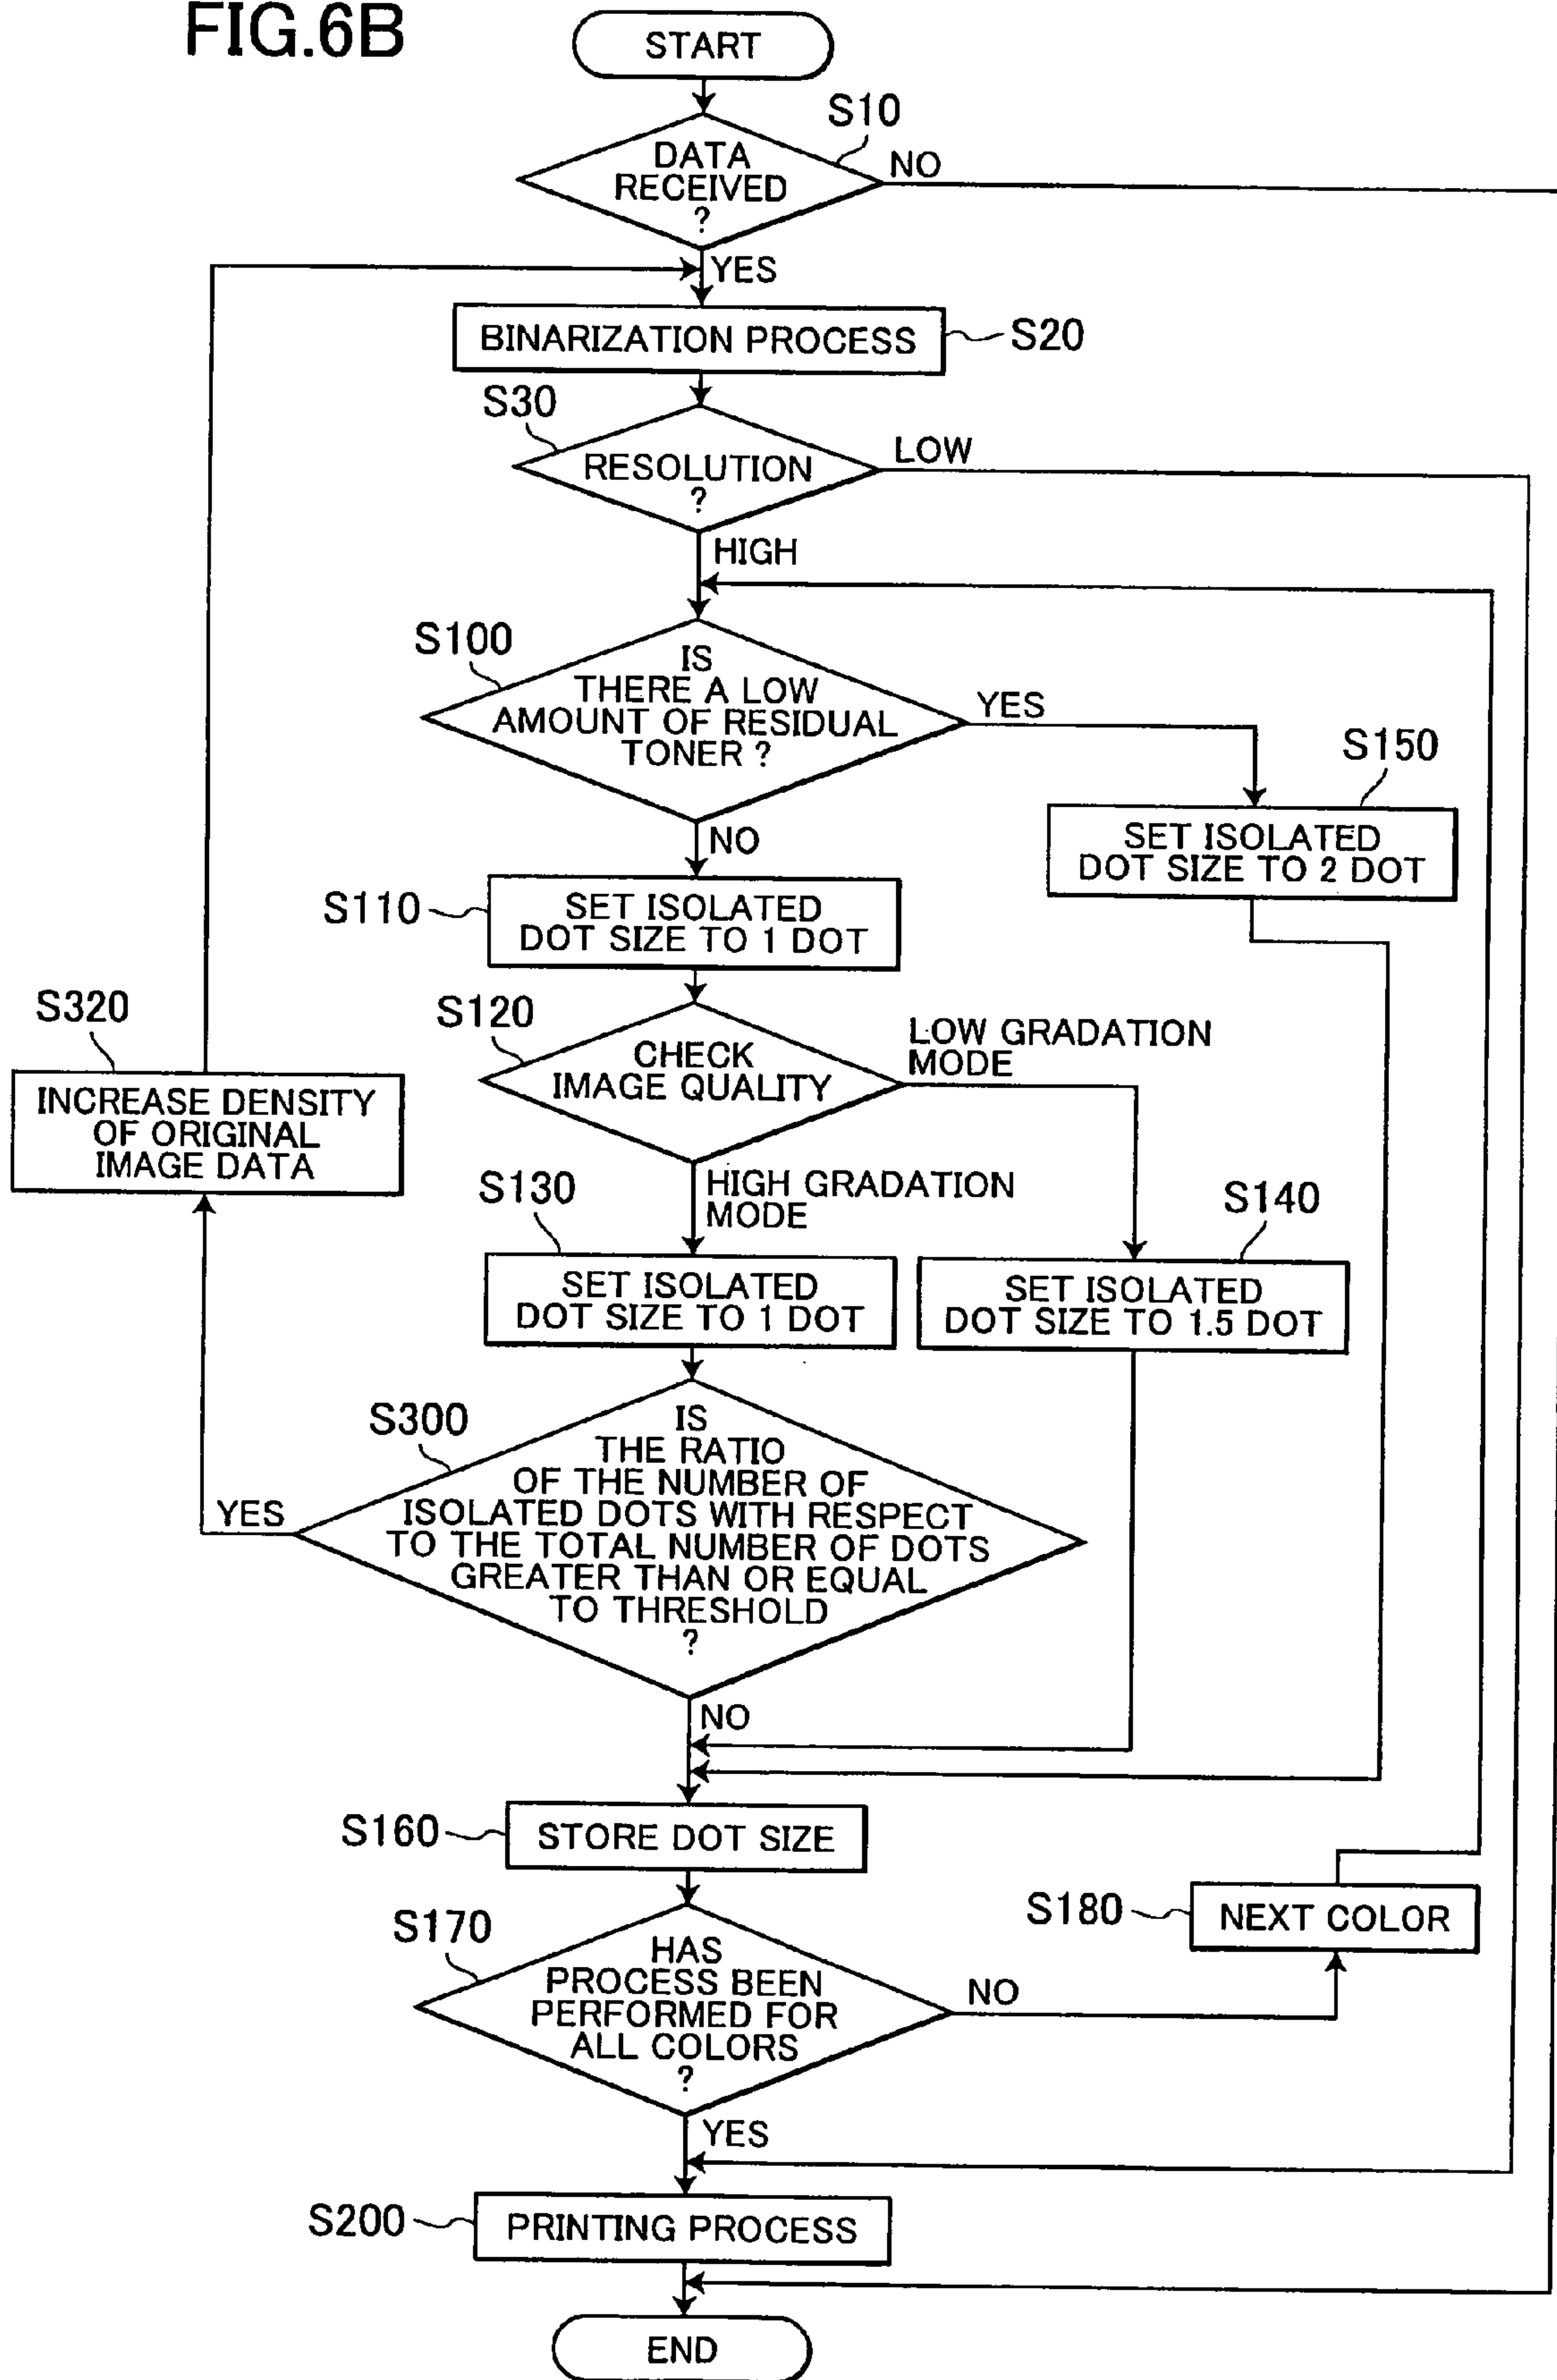 FIG.6B
START
S10
DATA
RECEIVED
?
NO
YES
BINARIZATION PROCESS
S20
S30
RESOLUTION
?
LOW
HIGH
S100
IS
THERE A LOW
AMOUNT OF RESIDUAL
TONER ?
YES
S150
SET ISOLATED
DOT SIZE TO 2 DOT
NO
S110
SET ISOLATED
DOT SIZE TO 1 DOT
S320
INCREASE DENSITY
OF ORIGINAL
IMAGE DATA
S120
CHECK
IMAGE QUALITY
LOW GRADATION
MODE
HIGH GRADATION
MODE
S130
SET ISOLATED
DOT SIZE TO 1 DOT
S140
SET ISOLATED
DOT SIZE TO 1.5 DOT
S300
IS
THE RATIO
OF THE NUMBER OF
ISOLATED DOTS WITH RESPECT
TO THE TOTAL NUMBER OF DOTS
GREATER THAN OR EQUAL
TO THRESHOLD
?
YES
NO
S160
STORE DOT SIZE
S170
HAS
PROCESS BEEN
PERFORMED FOR
ALL COLORS
?
NO
S180
NEXT COLOR
YES
S200
PRINTING PROCESS
END